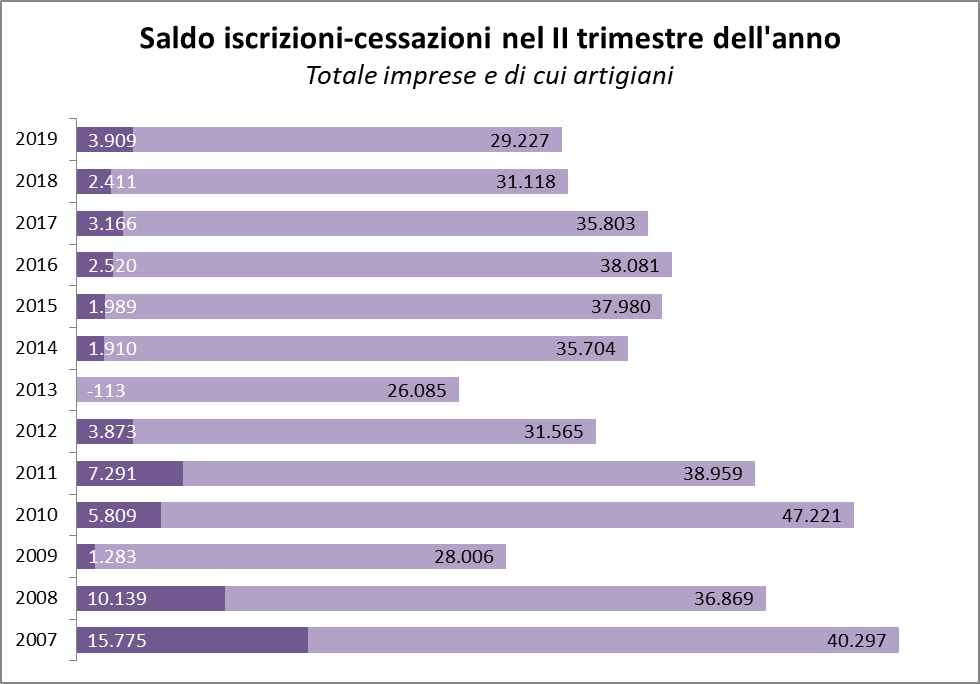 Saldo iscrizioni-cessazioni nel II trimestre dell'anno
Totale imprese e di cui artigiani
2019 3.909 29.227
2018 2.411 31.118
2017 3.166 35.803
2016 2.520 38.081
2015 1.989 37.980
2014 1.910 35.704
2013 -113 26.085
2012 3.873 31.565
2011 7.291 38.959
2010 5.809 47.221
2009 1.283 28.006
2008 10.139 36.869
2007 15.775 40.297